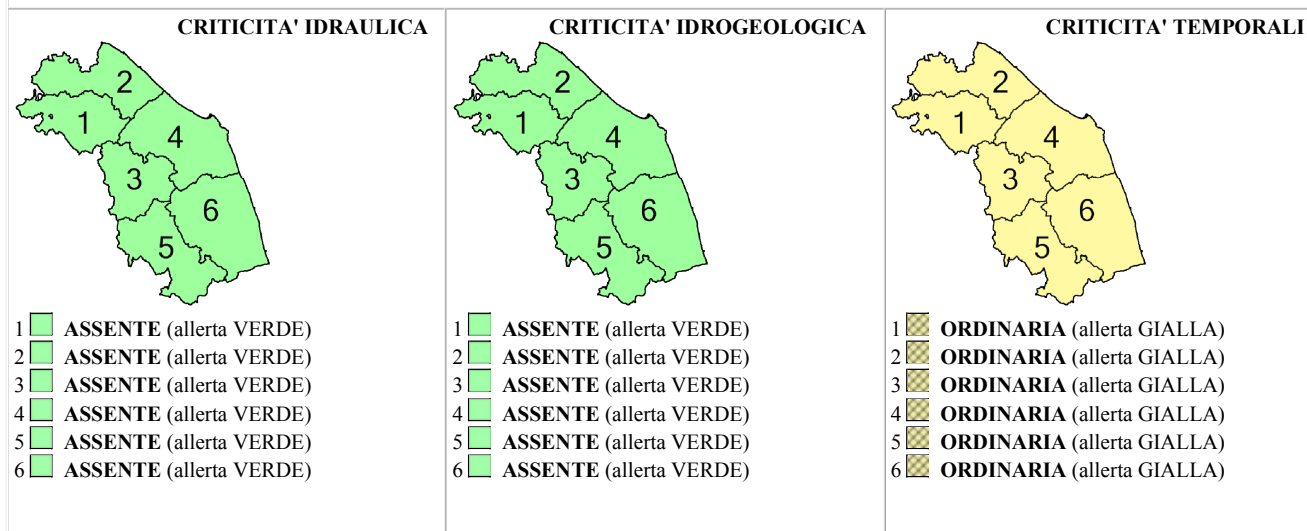 CRITICITA' IDRAULICA
2
1
4
3
6
5
1 ASSENTE (allerta VERDE)
2 ASSENTE (allerta VERDE)
3 ASSENTE (allerta VERDE)
4 ASSENTE (allerta VERDE)
5 ASSENTE (allerta VERDE)
6 ASSENTE (allerta VERDE)
CRITICITA' IDROGEOLOGICA
2
1
4
3
6
5
1 ASSENTE (allerta VERDE)
2 ASSENTE (allerta VERDE)
3 ASSENTE (allerta VERDE)
4 ASSENTE (allerta VERDE)
5 ASSENTE (allerta VERDE)
6 ASSENTE (allerta VERDE)
CRITICITA' TEMPORALI
2
1
4
3
6
5
1 ORDINARIA (allerta GIALLA)
2 ORDINARIA (allerta GIALLA)
3 ORDINARIA (allerta GIALLA)
4 ORDINARIA (allerta GIALLA)
5 ORDINARIA (allerta GIALLA)
6 ORDINARIA (allerta GIALLA)